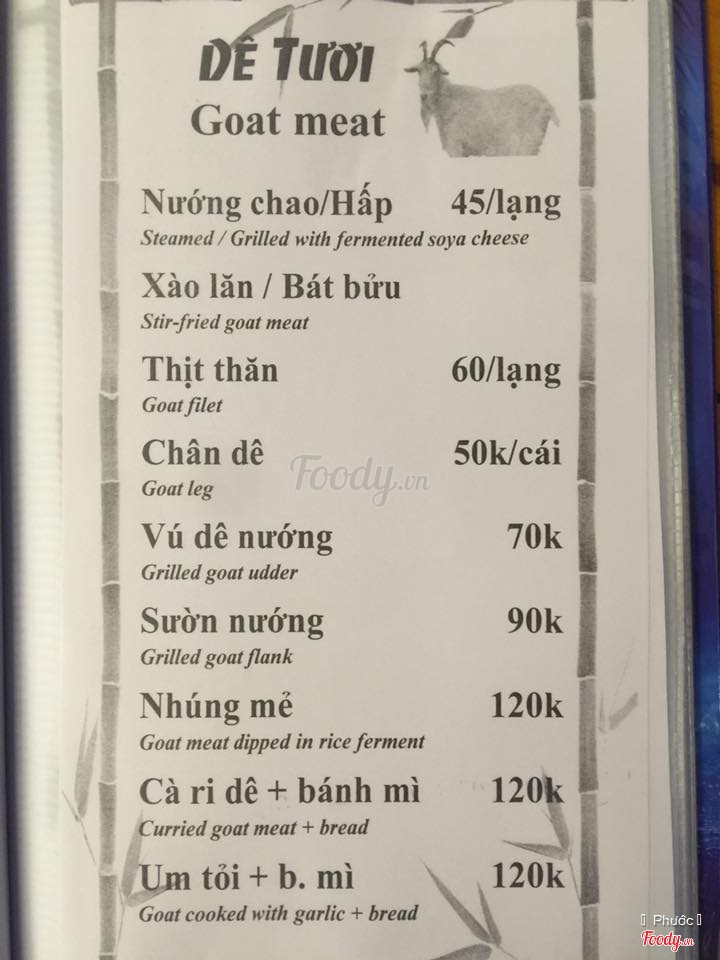 DÊ TƯƠI
Goat meat
Nướng chao/Hấp 45/lạng
Steamed / Grilled with fermented soya cheese
Xào lăn / Bát bửu
Stir-fried goat meat
Thịt thăn 60/lạng
Goat filet
Chân dê 50k/cái
Goat leg
Foody.vn
Vú dê nướng 70k
Grilled goat udder
Sườn nướng 90k
Grilled goat flank
Nhúng mẻ 120k
Goat meat dipped in rice ferment
Cà ri dê + bánh mì 120k
Curried goat meat + bread
Um tỏi + b. mì 120k
Goat cooked with garlic + bread
Phước
Foody.vn